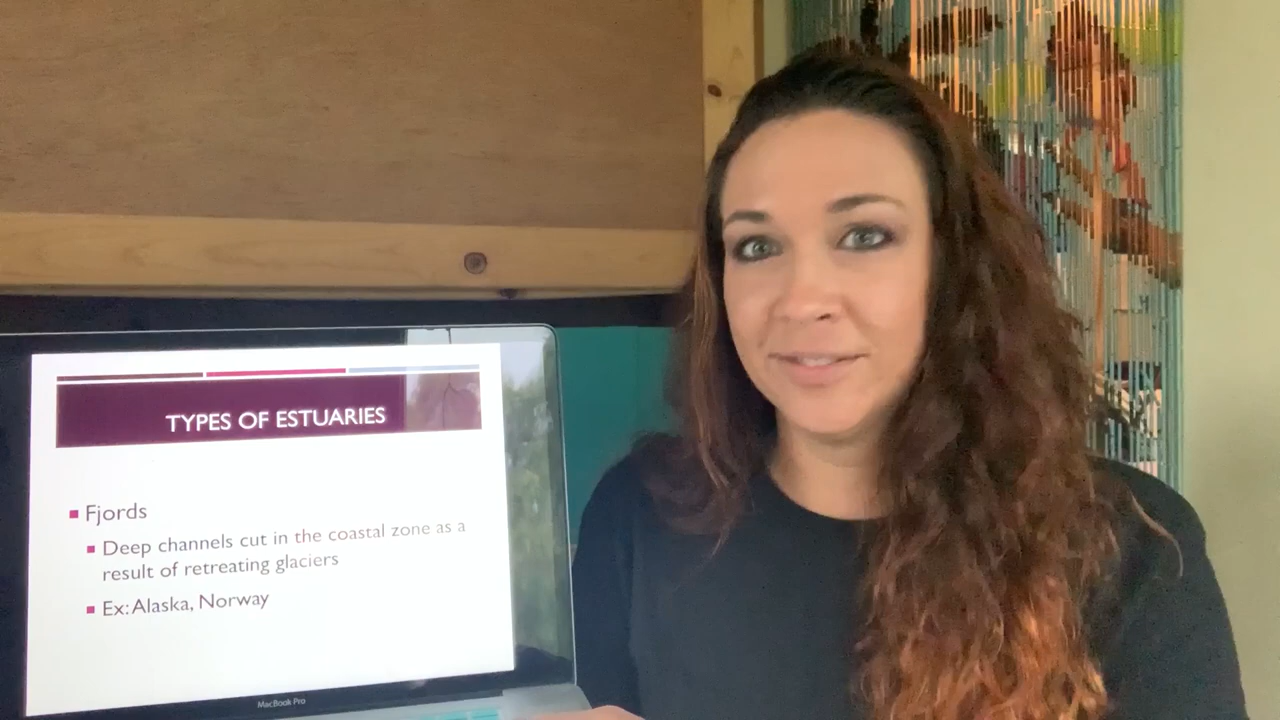 TYPES OF ESTUARIES
Fjords
Deep channels cut in the coastal zone as a
result of retreating glaciers
Ex: Alaska, Norway
MacBook Pro